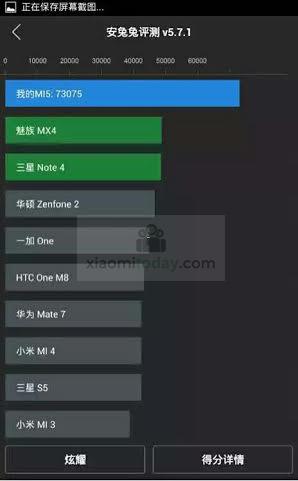 正在保存屏幕截图...
安兔兔评测 v5.7.1
0 10000 20000 30000 40000 50000 60000
我的MI5: 73075
魅族 MX4
三星 Note 4
华硕 Zenfone 2
一加 One
xiaomitoday.com
HTC One M8
华为 Mate 7
小米 MI 4
三星 S5
小米 MI 3
炫耀 得分详情